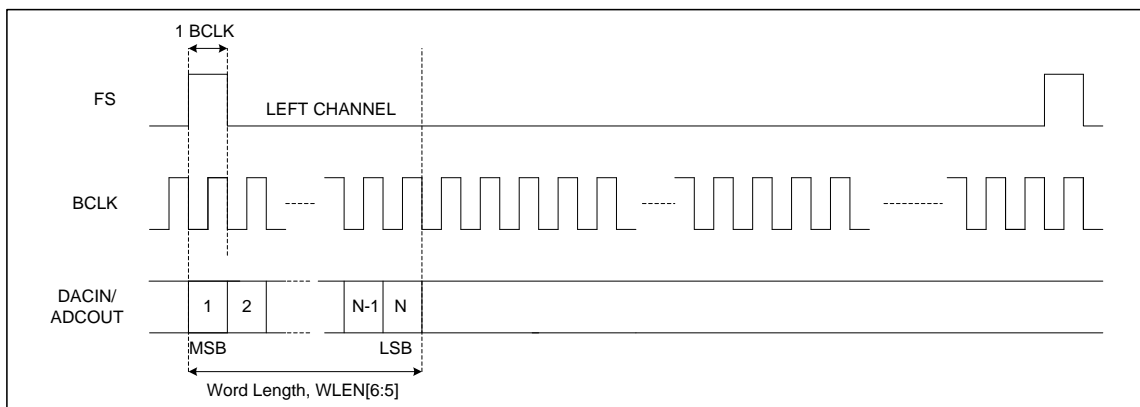 1 BCLK
FS
LEFT CHANNEL
BCLK
DACIN/
ADCOUT
1 2 N-1 N
MSB LSB
Word Length, WLEN[6:5]